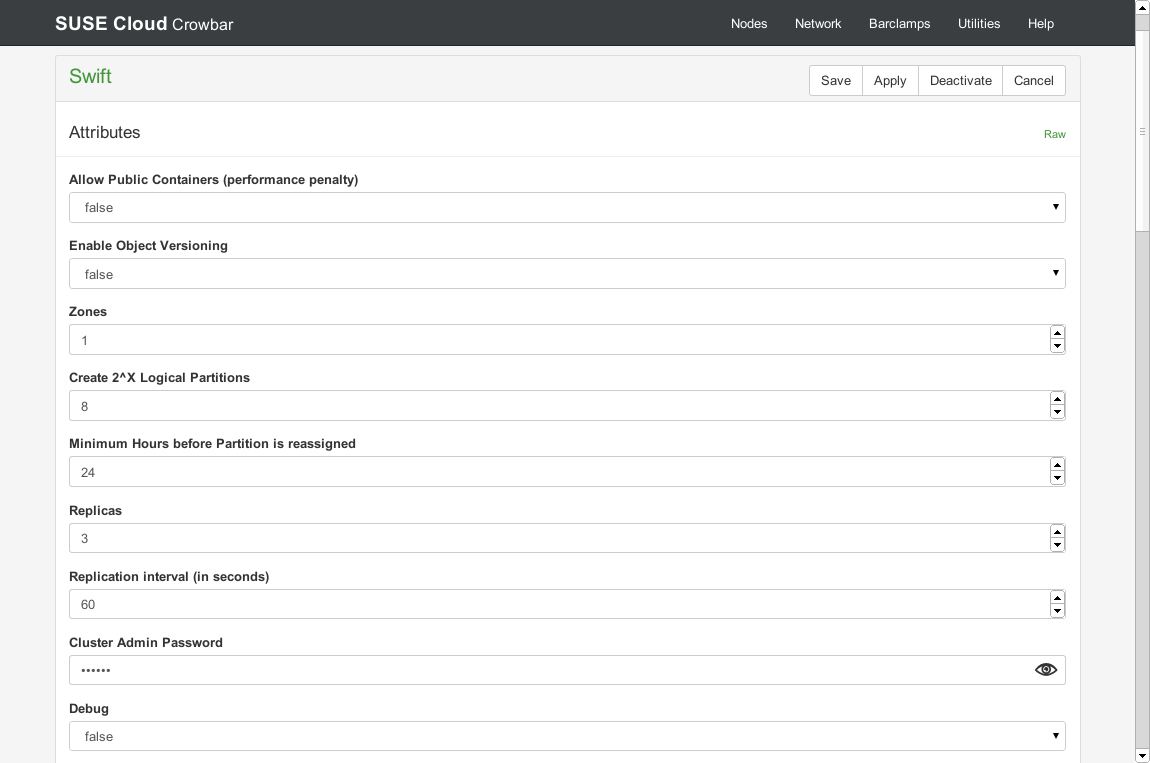 SUSE Cloud Crowbar
Nodes Network Barclamps Utilities Help
Swift
Save Apply Deactivate Cancel
Attributes
Raw
Allow Public Containers (performance penalty)
false
Enable Object Versioning
false
Zones
1
Create 2^X Logical Partitions
8
Minimum Hours before Partition is reassigned
24
Replicas
3
Replication interval (in seconds)
60
Cluster Admin Password
••••••
Debug
false